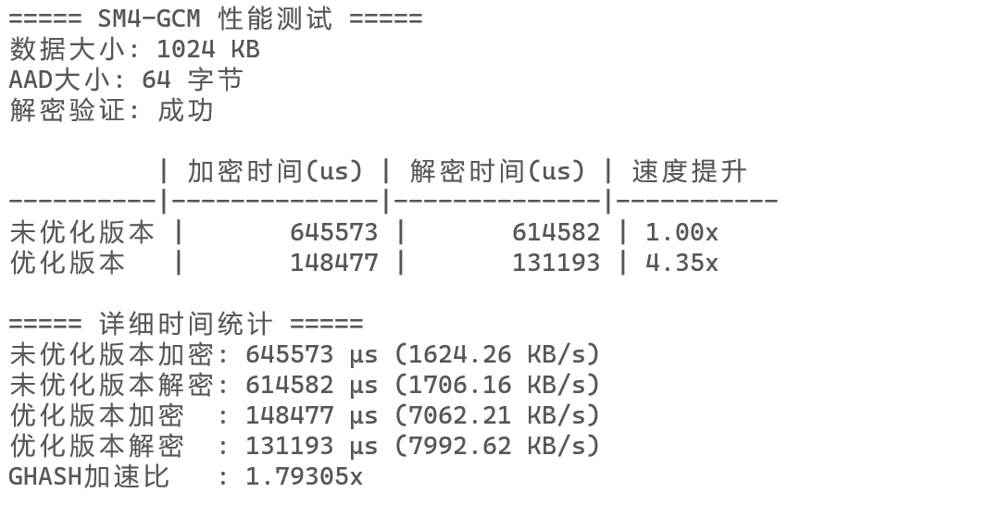 ===== SM4-GCM 性能测试 =====
数据大小: 1024 KB
AAD大小: 64 字节
解密验证: 成功
          | 加密时间(us) | 解密时间(us) | 速度提升
----------|--------------|--------------|-----------
未优化版本 |       645573 |       614582 | 1.00x
优化版本   |       148477 |       131193 | 4.35x
===== 详细时间统计 =====
未优化版本加密: 645573 μs (1624.26 KB/s)
未优化版本解密: 614582 μs (1706.16 KB/s)
优化版本加密  : 148477 μs (7062.21 KB/s)
优化版本解密  : 131193 μs (7992.62 KB/s)
GHASH加速比   : 1.79305x